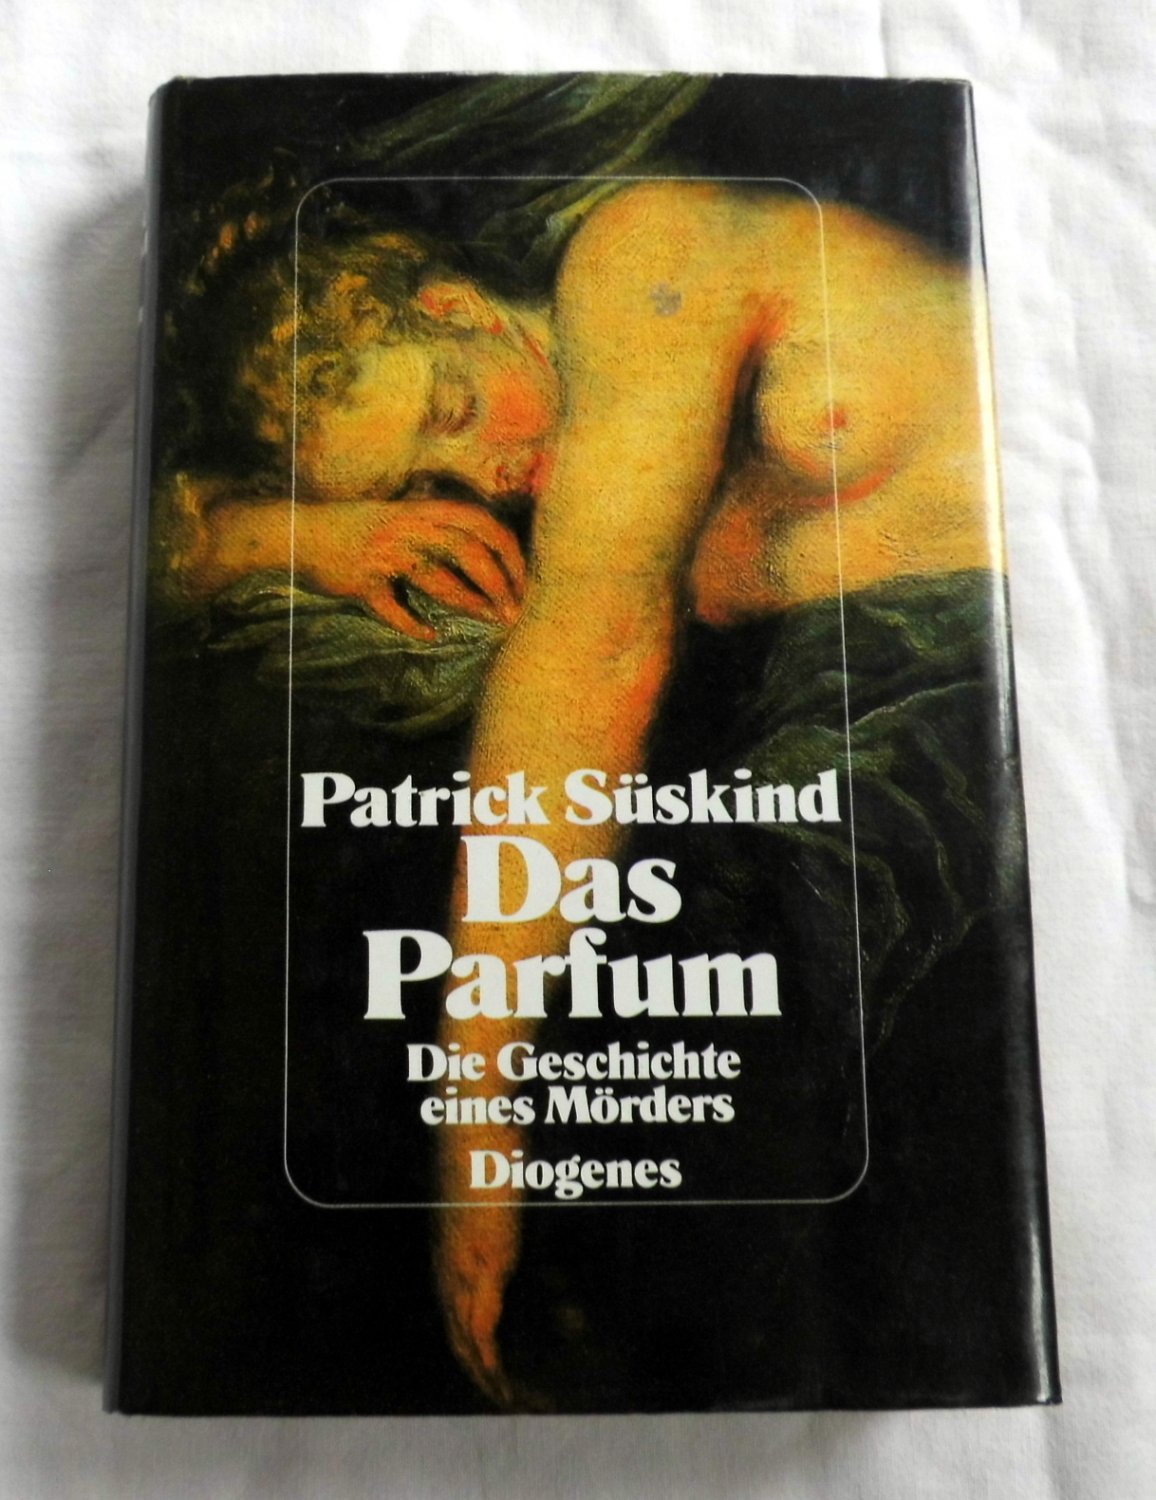 Patrick Süskind
Das
Parfum
Die Geschichte
eines Mörders
Diogenes